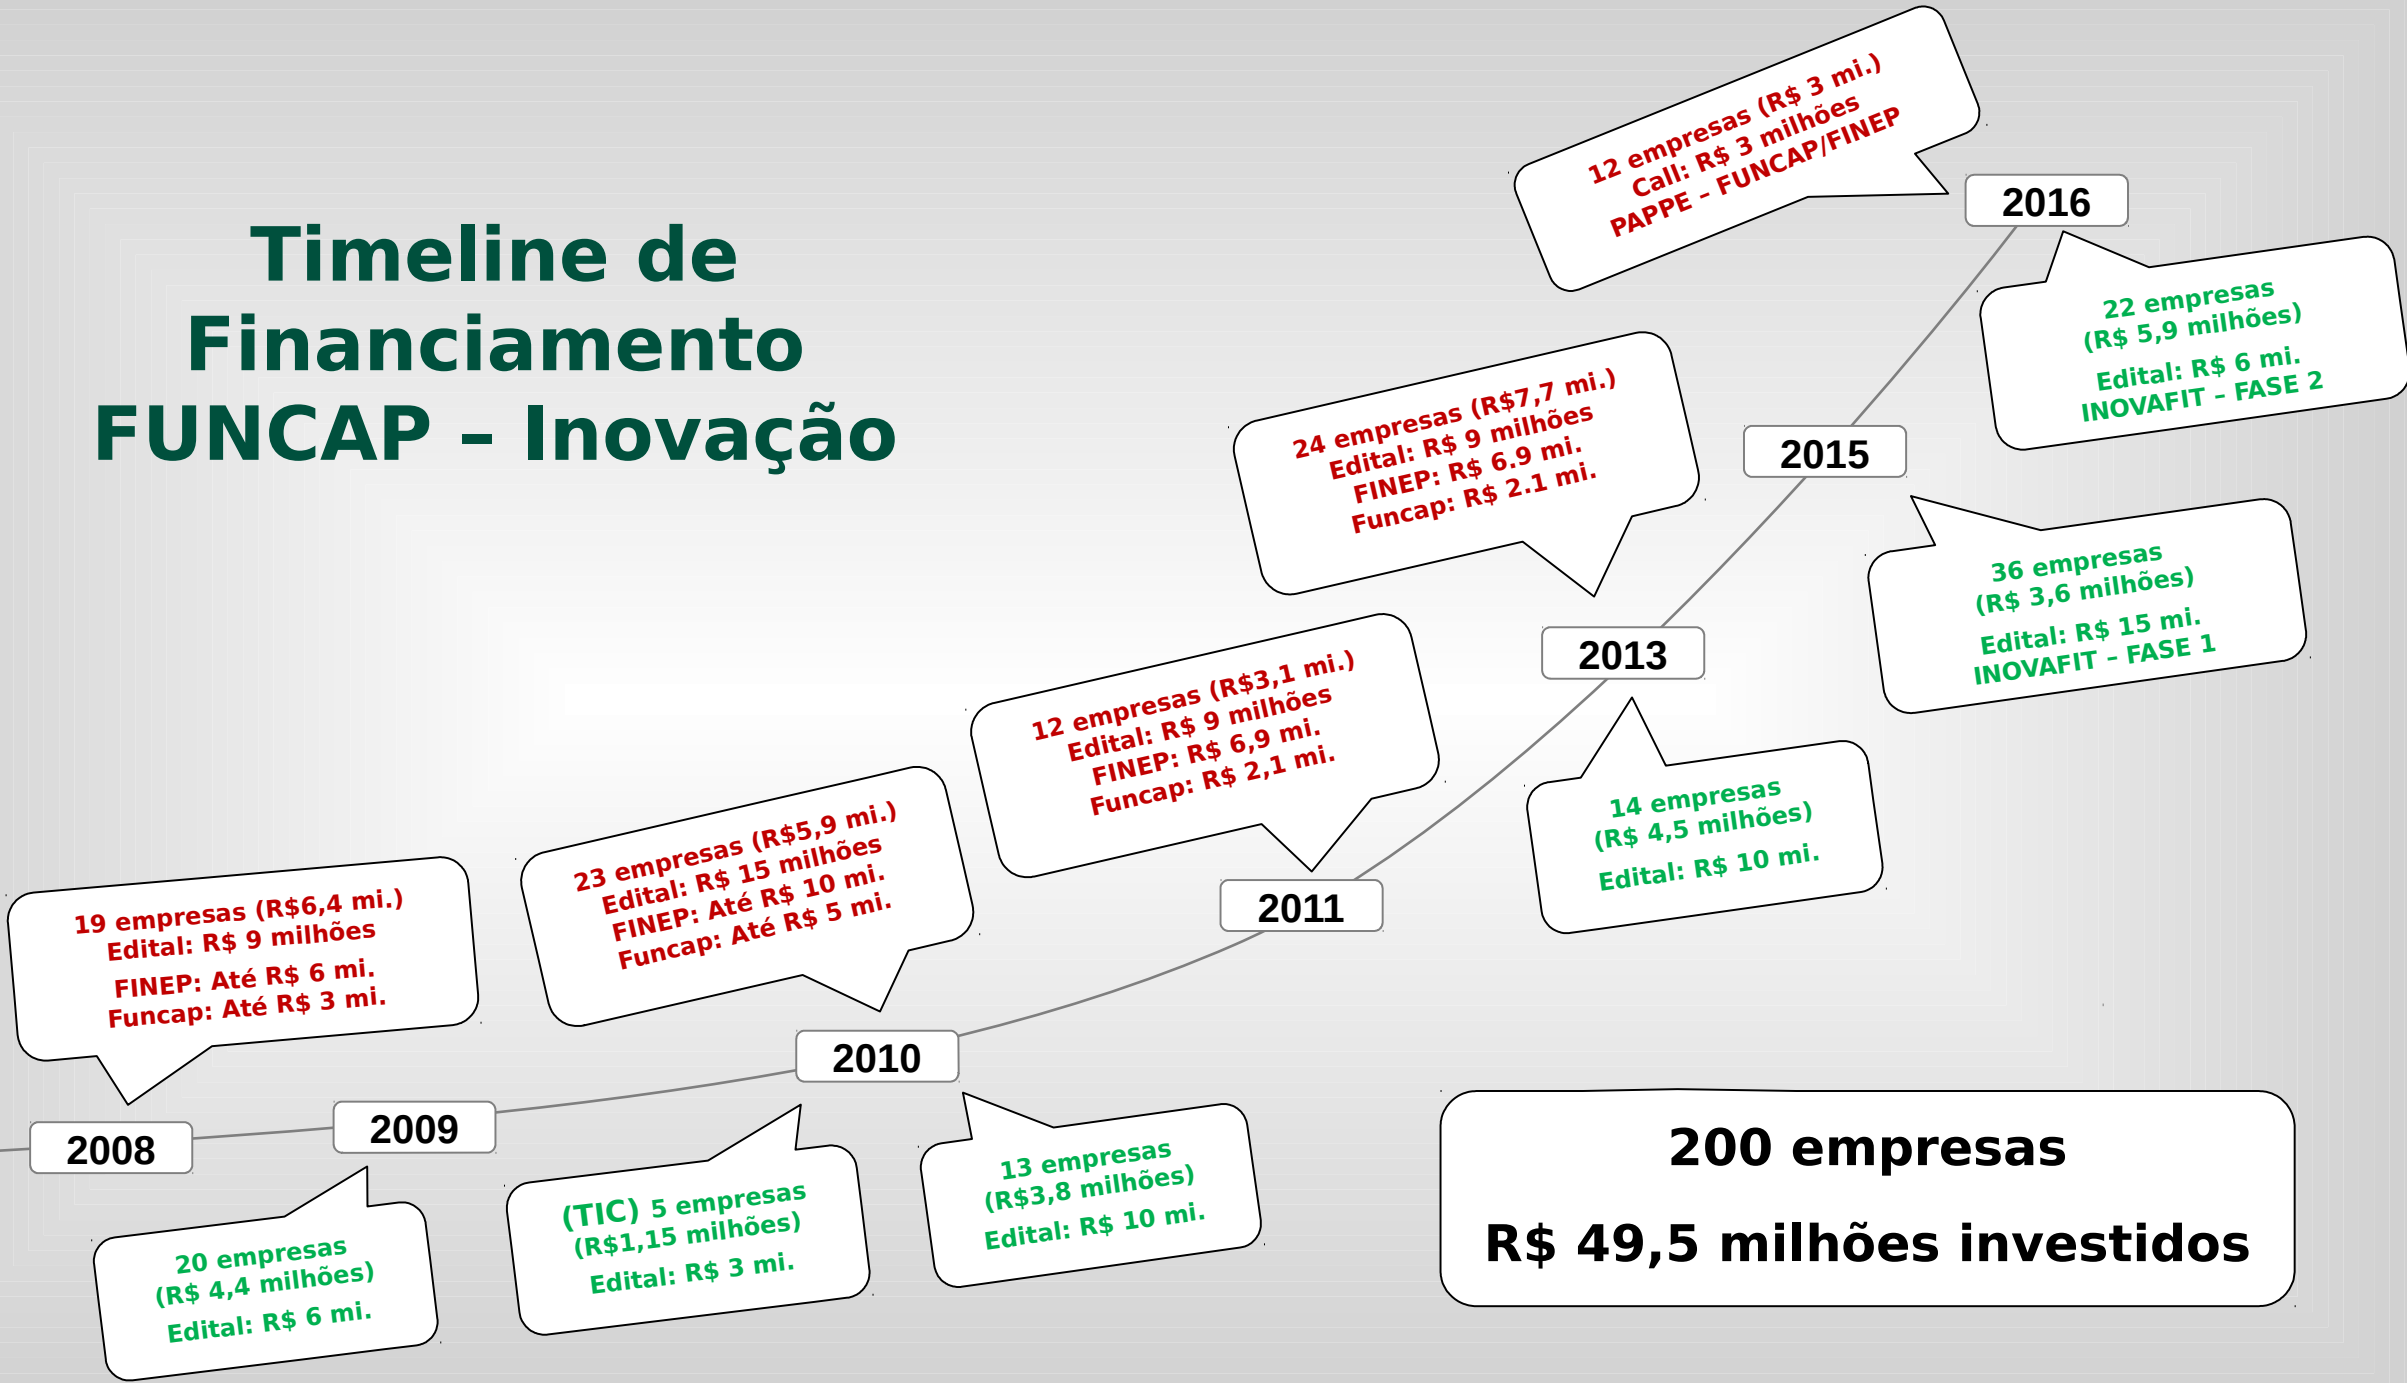 Timeline de
Financiamento
FUNCAP – Inovação
19 empresas (R$6,4 mi.)
Edital: R$ 9 milhões
FINEP: Até R$ 6 mi.
Funcap: Até R$ 3 mi.
2008
2009
20 empresas
(R$ 4,4 milhões)
Edital: R$ 6 mi.
23 empresas (R$5,9 mi.)
Edital: R$ 15 milhões
FINEP: Até R$ 10 mi.
Funcap: Até R$ 5 mi.
2010
(TIC) 5 empresas
(R$1,15 milhões)
Edital: R$ 3 mi.
13 empresas
(R$3,8 milhões)
Edital: R$ 10 mi.
12 empresas (R$3,1 mi.)
Edital: R$ 9 milhões
FINEP: R$ 6,9 mi.
Funcap: R$ 2,1 mi.
2011
24 empresas (R$7,7 mi.)
Edital: R$ 9 milhões
FINEP: R$ 6.9 mi.
Funcap: R$ 2.1 mi.
2013
14 empresas
(R$ 4,5 milhões)
Edital: R$ 10 mi.
2015
36 empresas
(R$ 3,6 milhões)
Edital: R$ 15 mi.
INOVAFIT – FASE 1
12 empresas (R$ 3 mi.)
Call: R$ 3 milhões
PAPPE – FUNCAP/FINEP
2016
22 empresas
(R$ 5,9 milhões)
Edital: R$ 6 mi.
INOVAFIT – FASE 2
200 empresas
R$ 49,5 milhões investidos